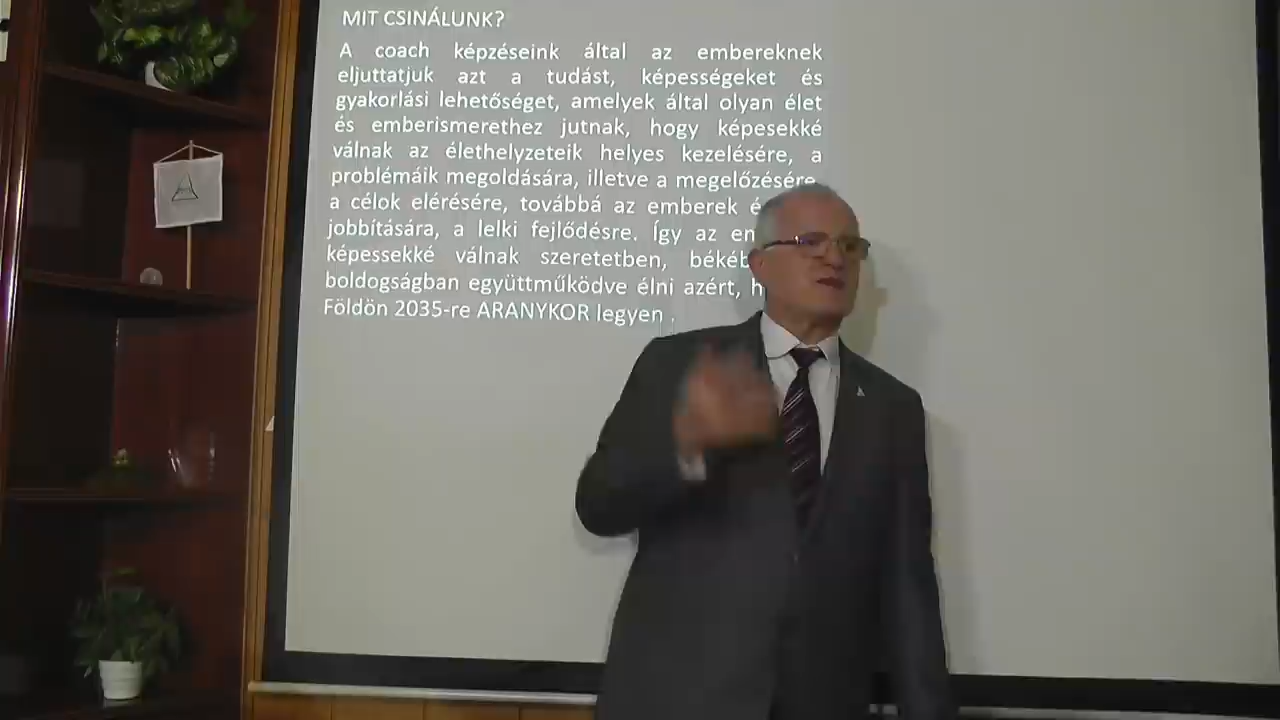 MIT CSINÁLUNK?
A coach képzéseink által az embereknek
eljuttatjuk azt a tudást, képességeket és
gyakorlási lehetőséget, amelyek által olyan élet
és emberismerethez jutnak, hogy képesekké
válnak az élethelyzeteik helyes kezelésére, a
problémáik megoldására, illetve a megelőzésére,
a célok elérésére, továbbá az emberek
jobbítására, a lelki fejlődésre. Így az
képessekké válnak szeretetben,
boldogságban együttműködve élni azért,
Földön 2035-re ARANYKOR legyen .